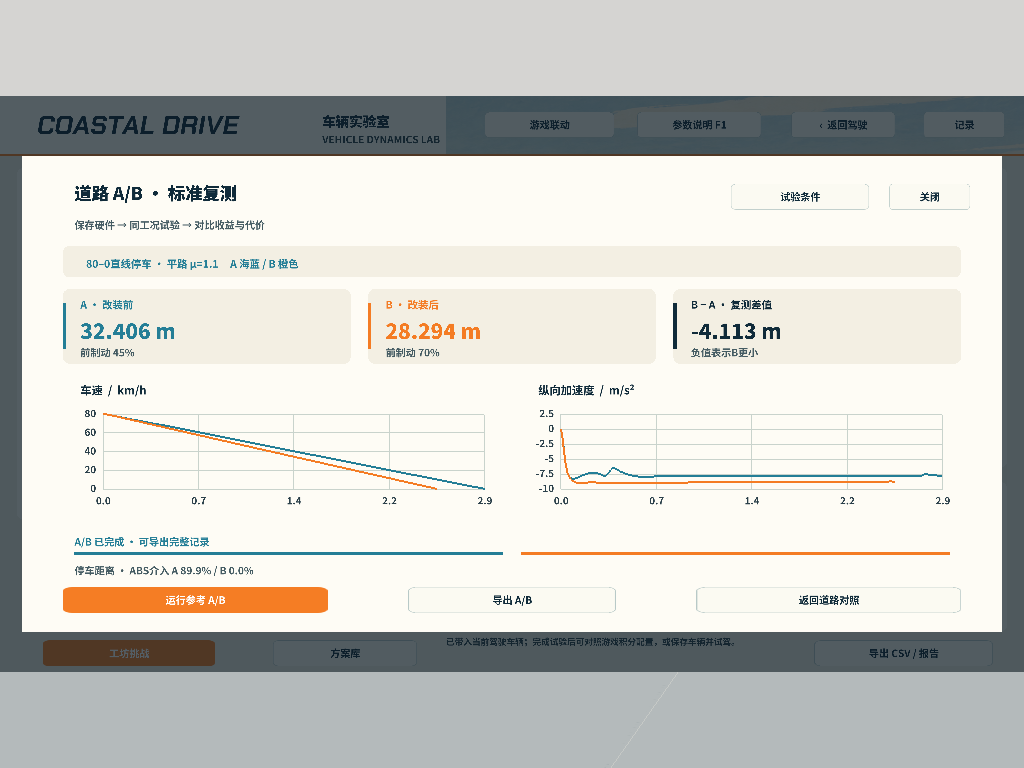 COASTAL DRIVE
车辆实验室
VEHICLE DYNAMICS LAB
游戏联动
参数说明 F1
‹ 返回驾驶
记录
道路 A/B · 标准复测
试验条件
关闭
保存硬件 → 同工况试验 → 对比收益与代价
80–0直线停车 · 平路 μ=1.1 A 海蓝 / B 橙色
A · 改装前
32.406 m
前制动 45%
B · 改装后
28.294 m
前制动 70%
B − A · 复测差值
-4.113 m
负值表示B更小
车速 / km/h
80
60
40
20
0
0.0 0.7 1.4 2.2 2.9
纵向加速度 / m/s²
2.5
0
-2.5
-5
-7.5
-10
0.0 0.7 1.4 2.2 2.9
A/B 已完成 · 可导出完整记录
停车距离 · ABS介入 A 89.9% / B 0.0%
运行参考 A/B
导出 A/B
返回道路对照
已带入当前驾驶车辆；完成试验后可对照游戏积分配置，或保存车辆并试驾。
工坊挑战
方案库
导出 CSV / 报告